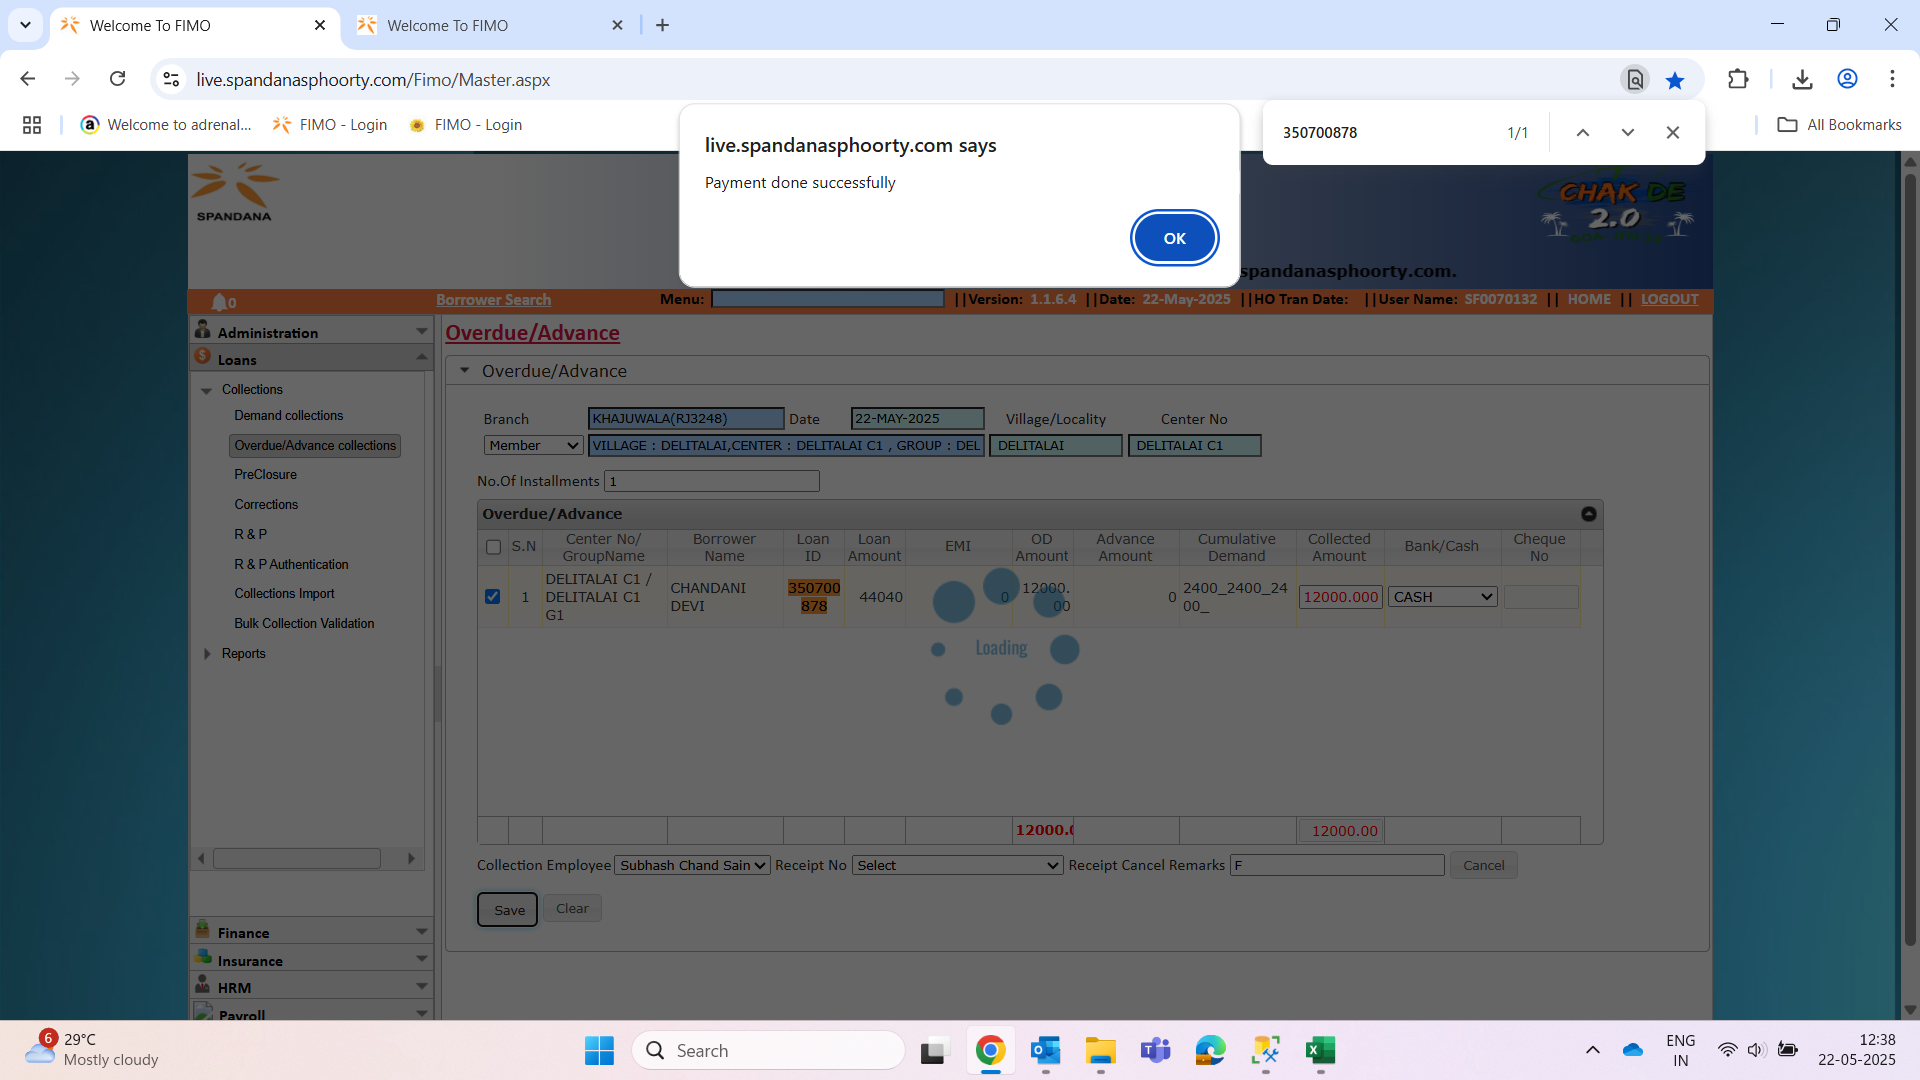 Welcome To FIMO
Welcome To FIMO
live.spandanasphoorty.com/Fimo/Master.aspx
Welcome to adrenal...
FIMO - Login
FIMO - Login
All Bookmarks
350700878
1/1
live.spandanasphoorty.com says
Payment done successfully
OK
SPANDANA
CHAK DE
2.0
spandanasphoorty.com.
0
Borrower Search
Menu:
||Version: 1.1.6.4 ||Date: 22-May-2025 ||HO Tran Date: ||User Name: SF0070132 || HOME || LOGOUT
Administration
Loans
Collections
Demand collections
Overdue/Advance collections
PreClosure
Corrections
R & P
R & P Authentication
Collections Import
Bulk Collection Validation
Reports
Finance
Insurance
HRM
Payroll
Overdue/Advance
Overdue/Advance
Branch KHAJUWALA(RJ3248) Date 22-MAY-2025 Village/Locality Center No
Member VILLAGE : DELITALAI,CENTER : DELITALAI C1 , GROUP : DEL DELITALAI DELITALAI C1
No.Of Installments 1
Overdue/Advance
S.N Center No/ GroupName Borrower Name Loan ID Loan Amount EMI OD Amount Advance Amount Cumulative Demand Collected Amount Bank/Cash Cheque No
1 DELITALAI C1 / DELITALAI C1 G1 CHANDANI DEVI 350700878 44040 0 12000.00 0 2400_2400_2400_ 12000.000 CASH
Loading
12000.0 12000.00
Collection Employee Subhash Chand Sain Receipt No Select Receipt Cancel Remarks F Cancel
Save Clear
6
29°C
Mostly cloudy
Search
ENG
IN
12:38
22-05-2025